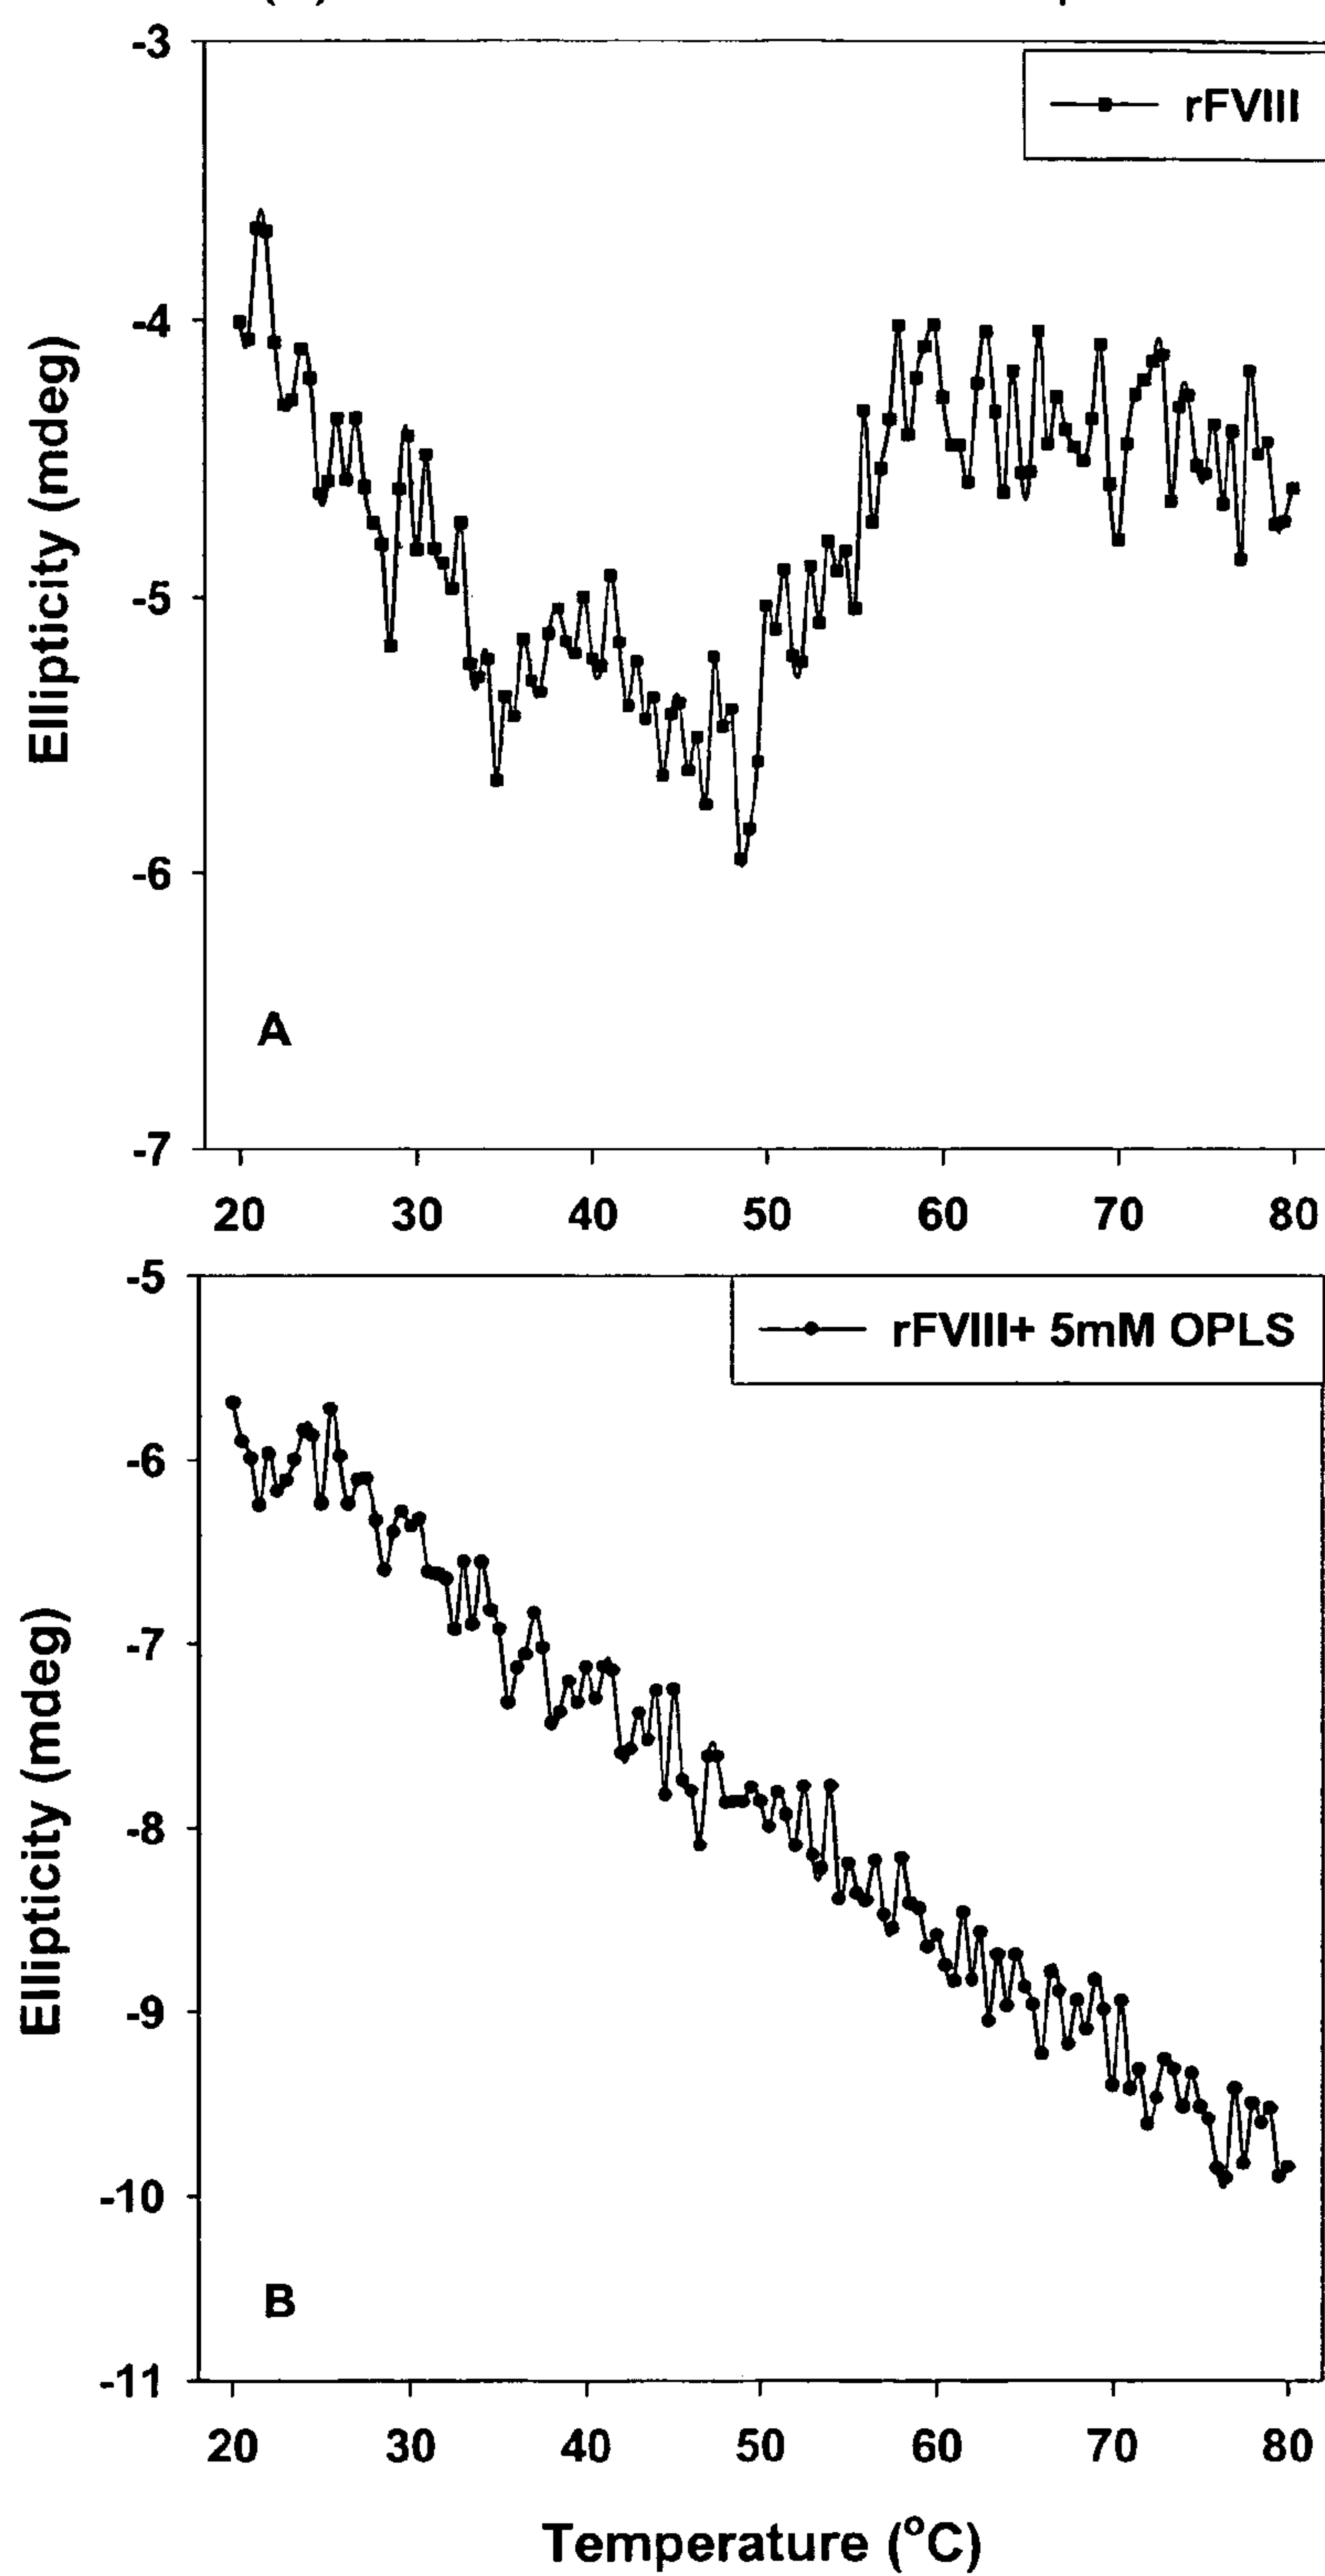 -3
rFVIII
-4
-5
-6
-7
Ellipticity (mdeg)
A
20 30 40 50 60 70 80
-5
rFVIII+ 5mM OPLS
-6
-7
-8
-9
-10
-11
Ellipticity (mdeg)
B
20 30 40 50 60 70 80
Temperature (°C)